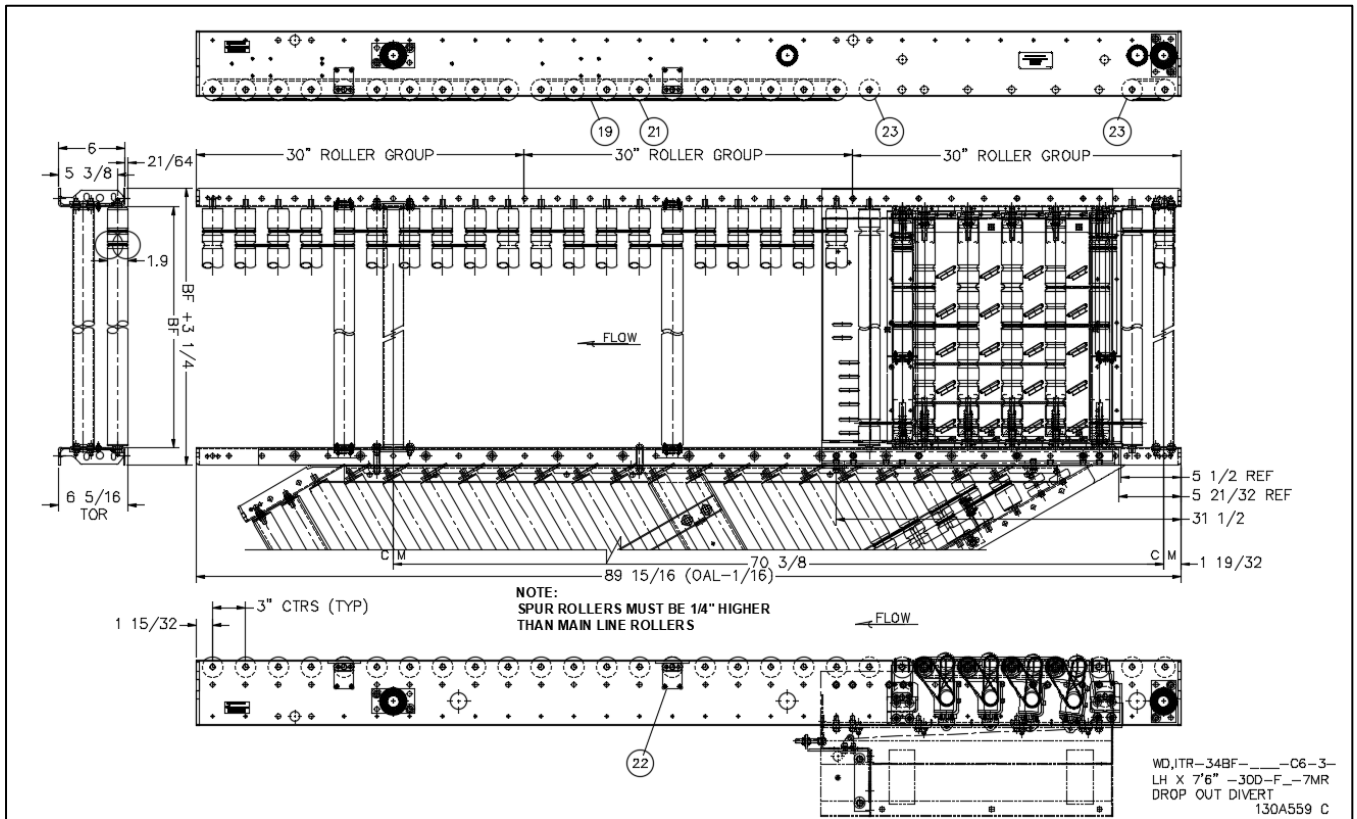 19
21
23
23
6
5 3/8
21/64
30" ROLLER GROUP
30" ROLLER GROUP
30" ROLLER GROUP
1.9
BF +3 1/4
BF
FLOW
6 5/16
TOR
5 1/2 REF
5 21/32 REF
31 1/2
C M
70 3/8
C M
1 19/32
89 15/16 (OAL-1/16)
3" CTRS (TYP)
1 15/32
NOTE:
SPUR ROLLERS MUST BE 1/4" HIGHER
THAN MAIN LINE ROLLERS
FLOW
22
WD,ITR-34BF-____-C6-3-
LH X 7'6" -30D-F_-7MR
DROP OUT DIVERT
130A559 C